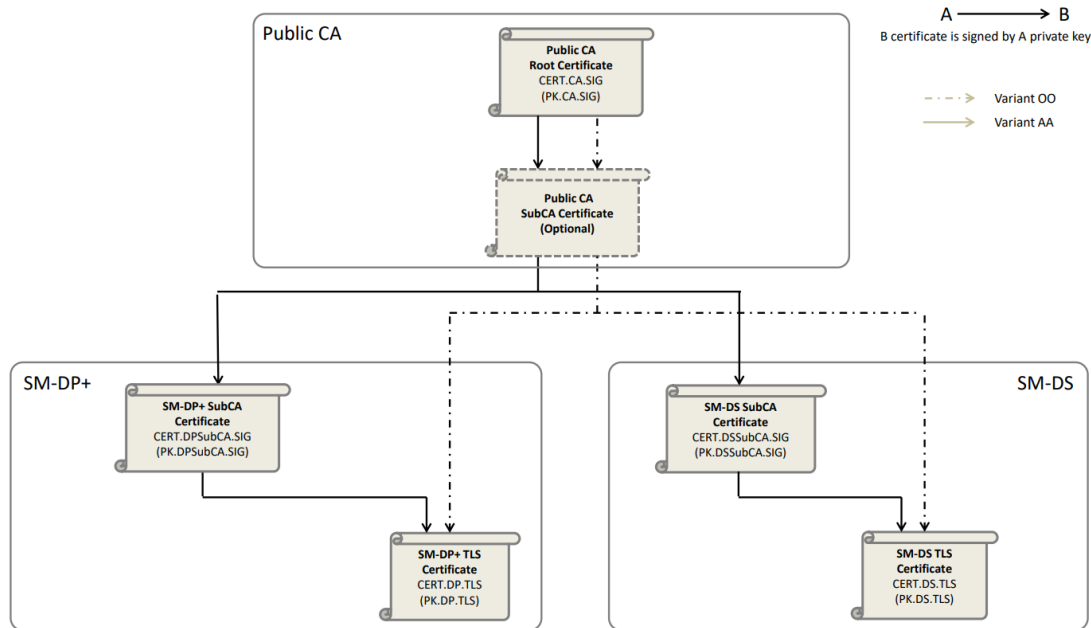 Public CA
A B
B certificate is signed by A private key
Public CA
Root Certificate
CERT.CA.SIG
(PK.CA.SIG)
Variant OO
Variant AA
Public CA
SubCA Certificate
(Optional)
SM-DP+
SM-DP+ SubCA
Certificate
CERT.DPSubCA.SIG
(PK.DPSubCA.SIG)
SM-DP+ TLS
Certificate
CERT.DP.TLS
(PK.DP.TLS)
SM-DS
SM-DS SubCA
Certificate
CERT.DSSubCA.SIG
(PK.DSSubCA.SIG)
SM-DS TLS
Certificate
CERT.DS.TLS
(PK.DS.TLS)